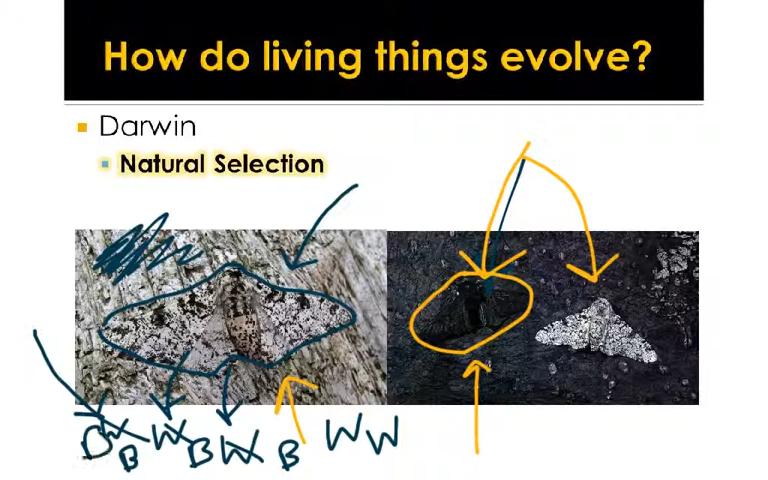 How do living things evolve?
Darwin
Natural Selection
B W B W B W B W W